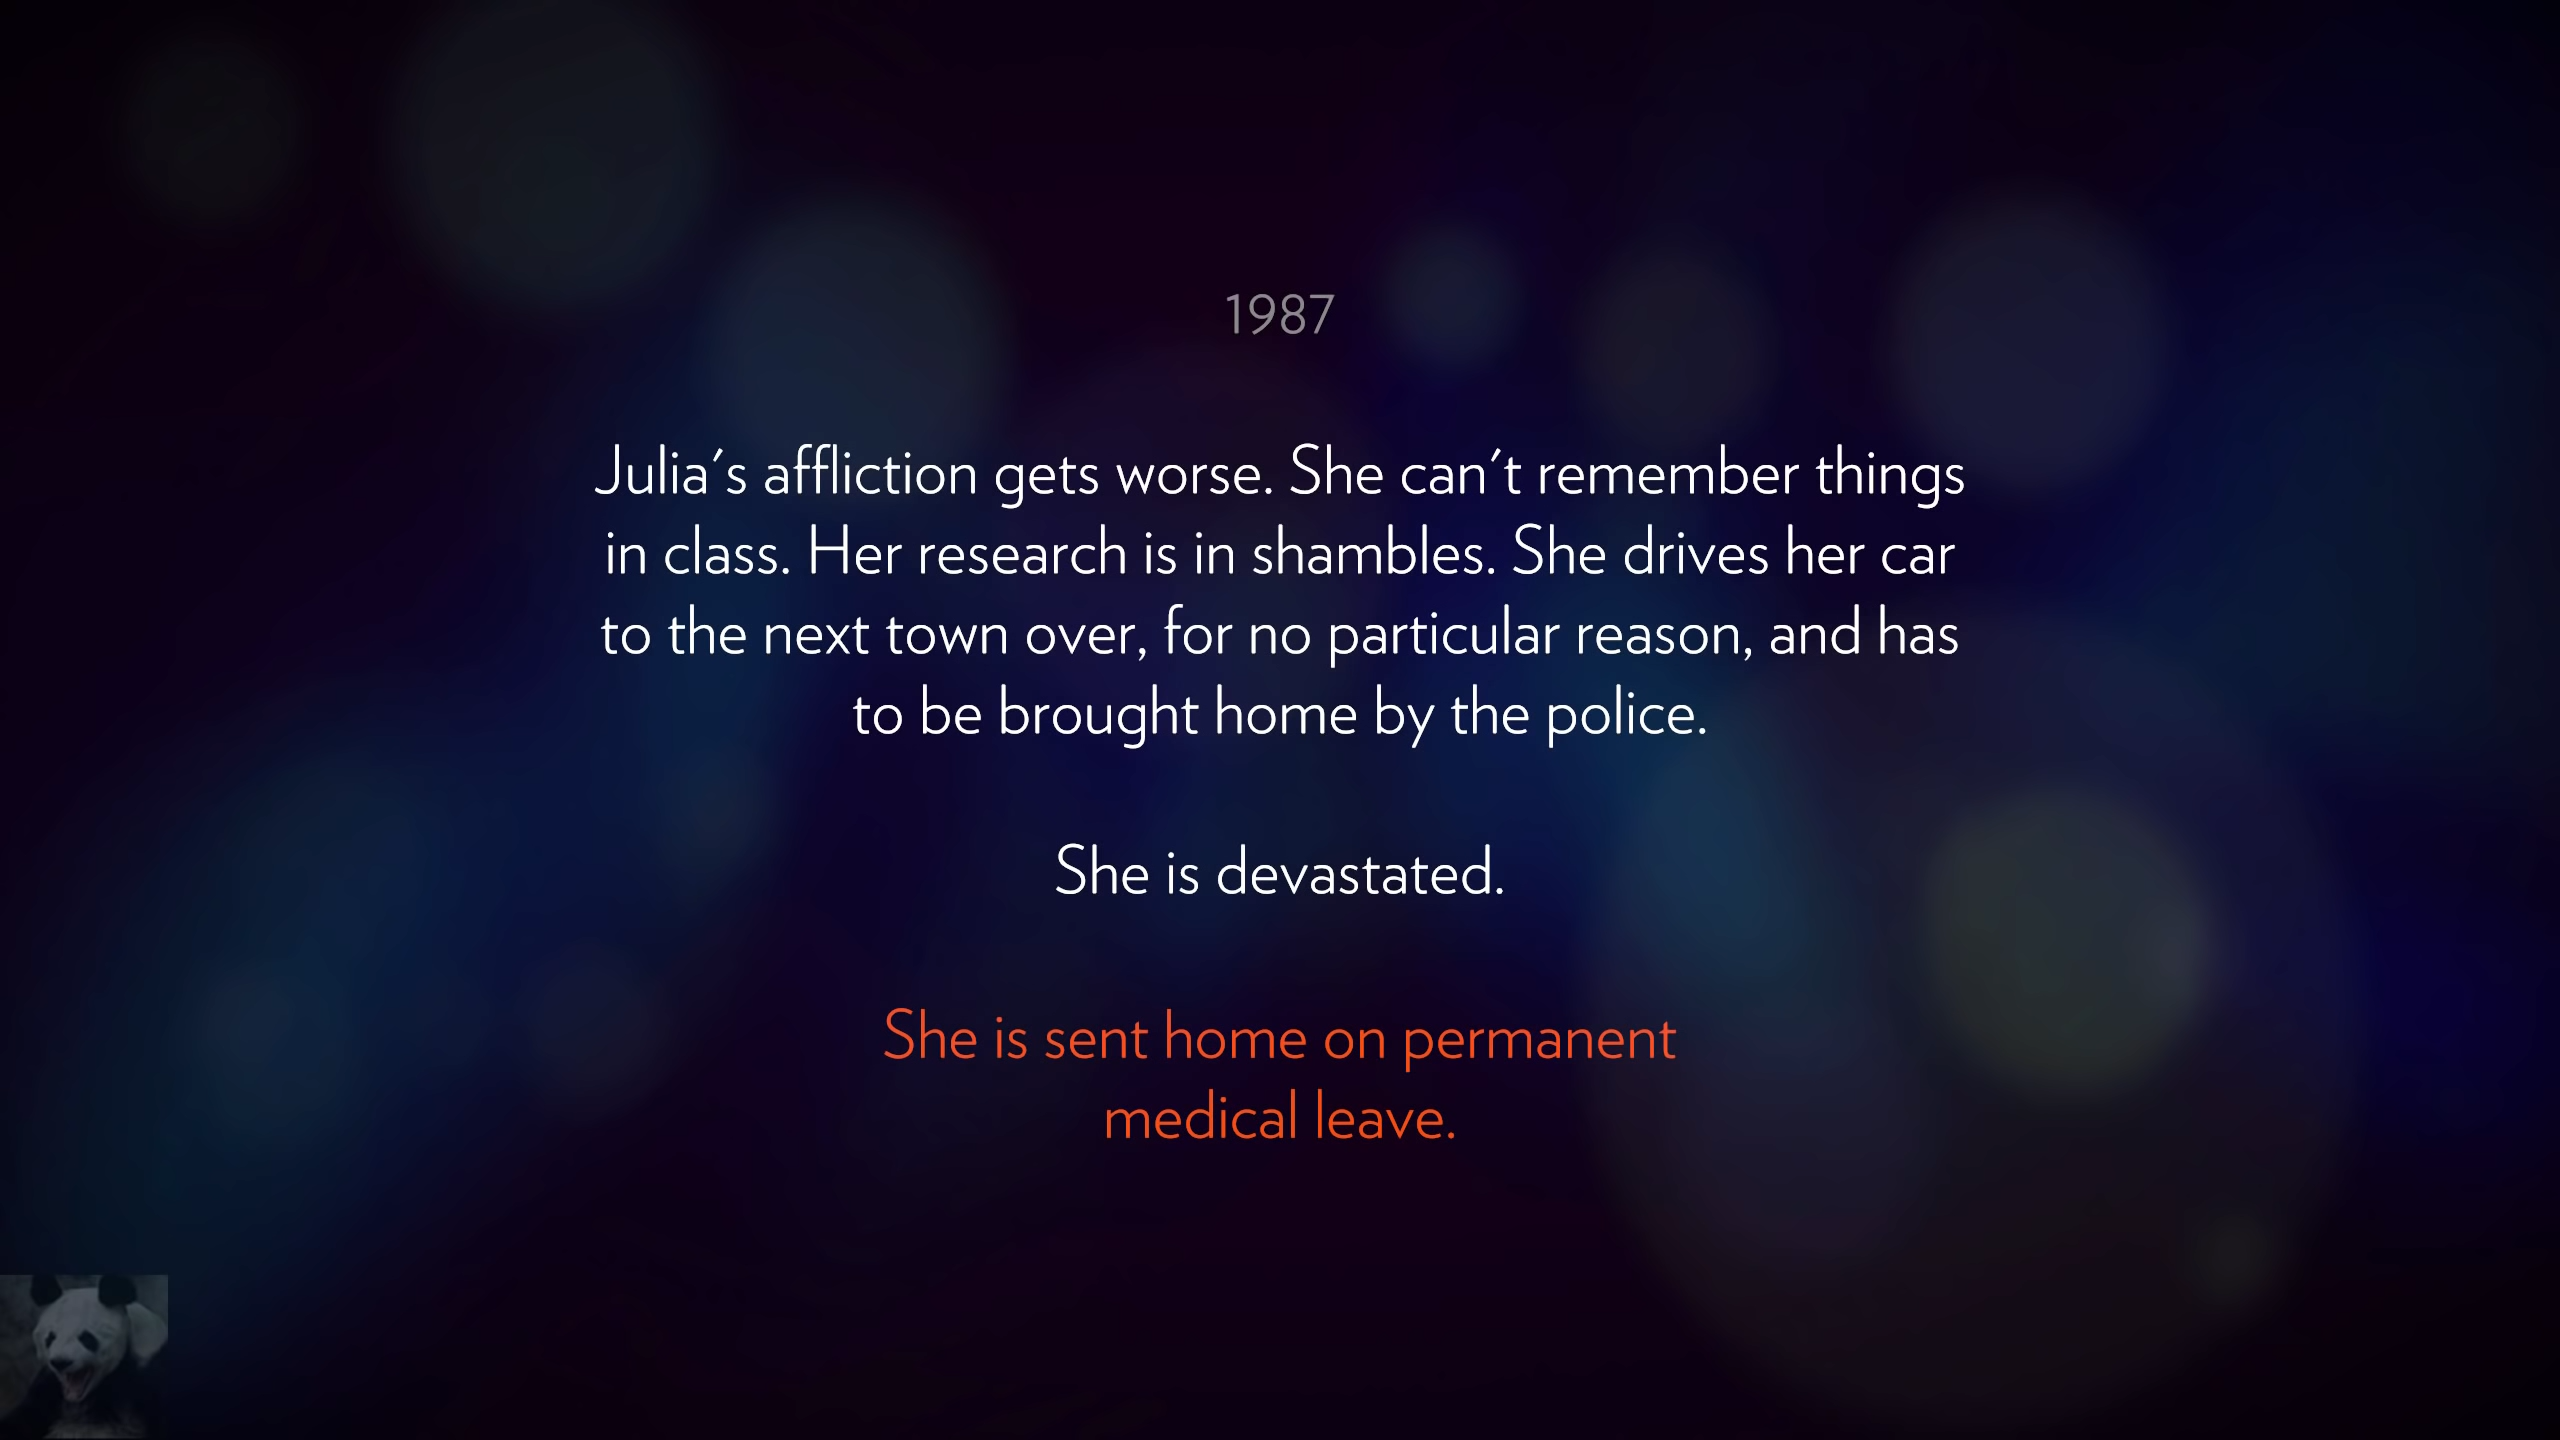 1987
Julia's affliction gets worse. She can't remember things
in class. Her research is in shambles. She drives her car
to the next town over, for no particular reason, and has
to be brought home by the police.
She is devastated.
She is sent home on permanent
medical leave.